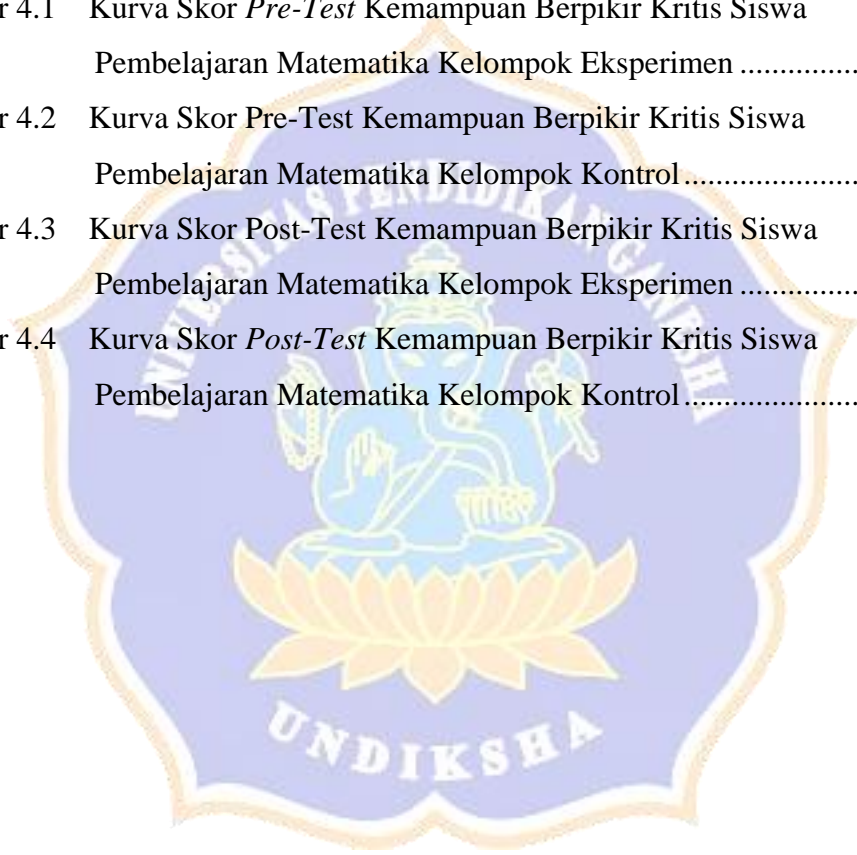 r 4.1 Kurva Skor Pre-Test Kemampuan Berpikir Kritis Siswa
Pembelajaran Matematika Kelompok Eksperimen ...............
r 4.2 Kurva Skor Pre-Test Kemampuan Berpikir Kritis Siswa
Pembelajaran Matematika Kelompok Kontrol......................
r 4.3 Kurva Skor Post-Test Kemampuan Berpikir Kritis Siswa
Pembelajaran Matematika Kelompok Eksperimen ...............
r 4.4 Kurva Skor Post-Test Kemampuan Berpikir Kritis Siswa
Pembelajaran Matematika Kelompok Kontrol ......................
UNIVERSITAS PENDIDIKAN GANESHA
UNDIKSHA